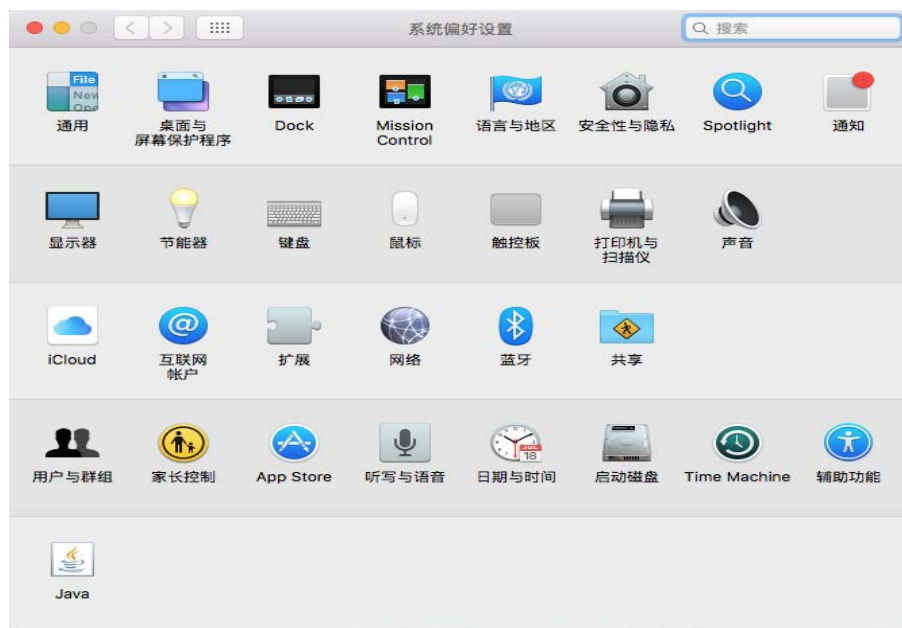 系统偏好设置
搜索
File
New
Ope
通用
桌面与
屏幕保护程序
Dock
Mission
Control
语言与地区
安全性与隐私
Spotlight
通知
显示器
节能器
键盘
鼠标
触控板
打印机与
扫描仪
声音
iCloud
@
互联网
帐户
扩展
网络
蓝牙
共享
用户与群组
家长控制
App Store
听写与语音
JUL
18
日期与时间
启动磁盘
Time Machine
辅助功能
Java